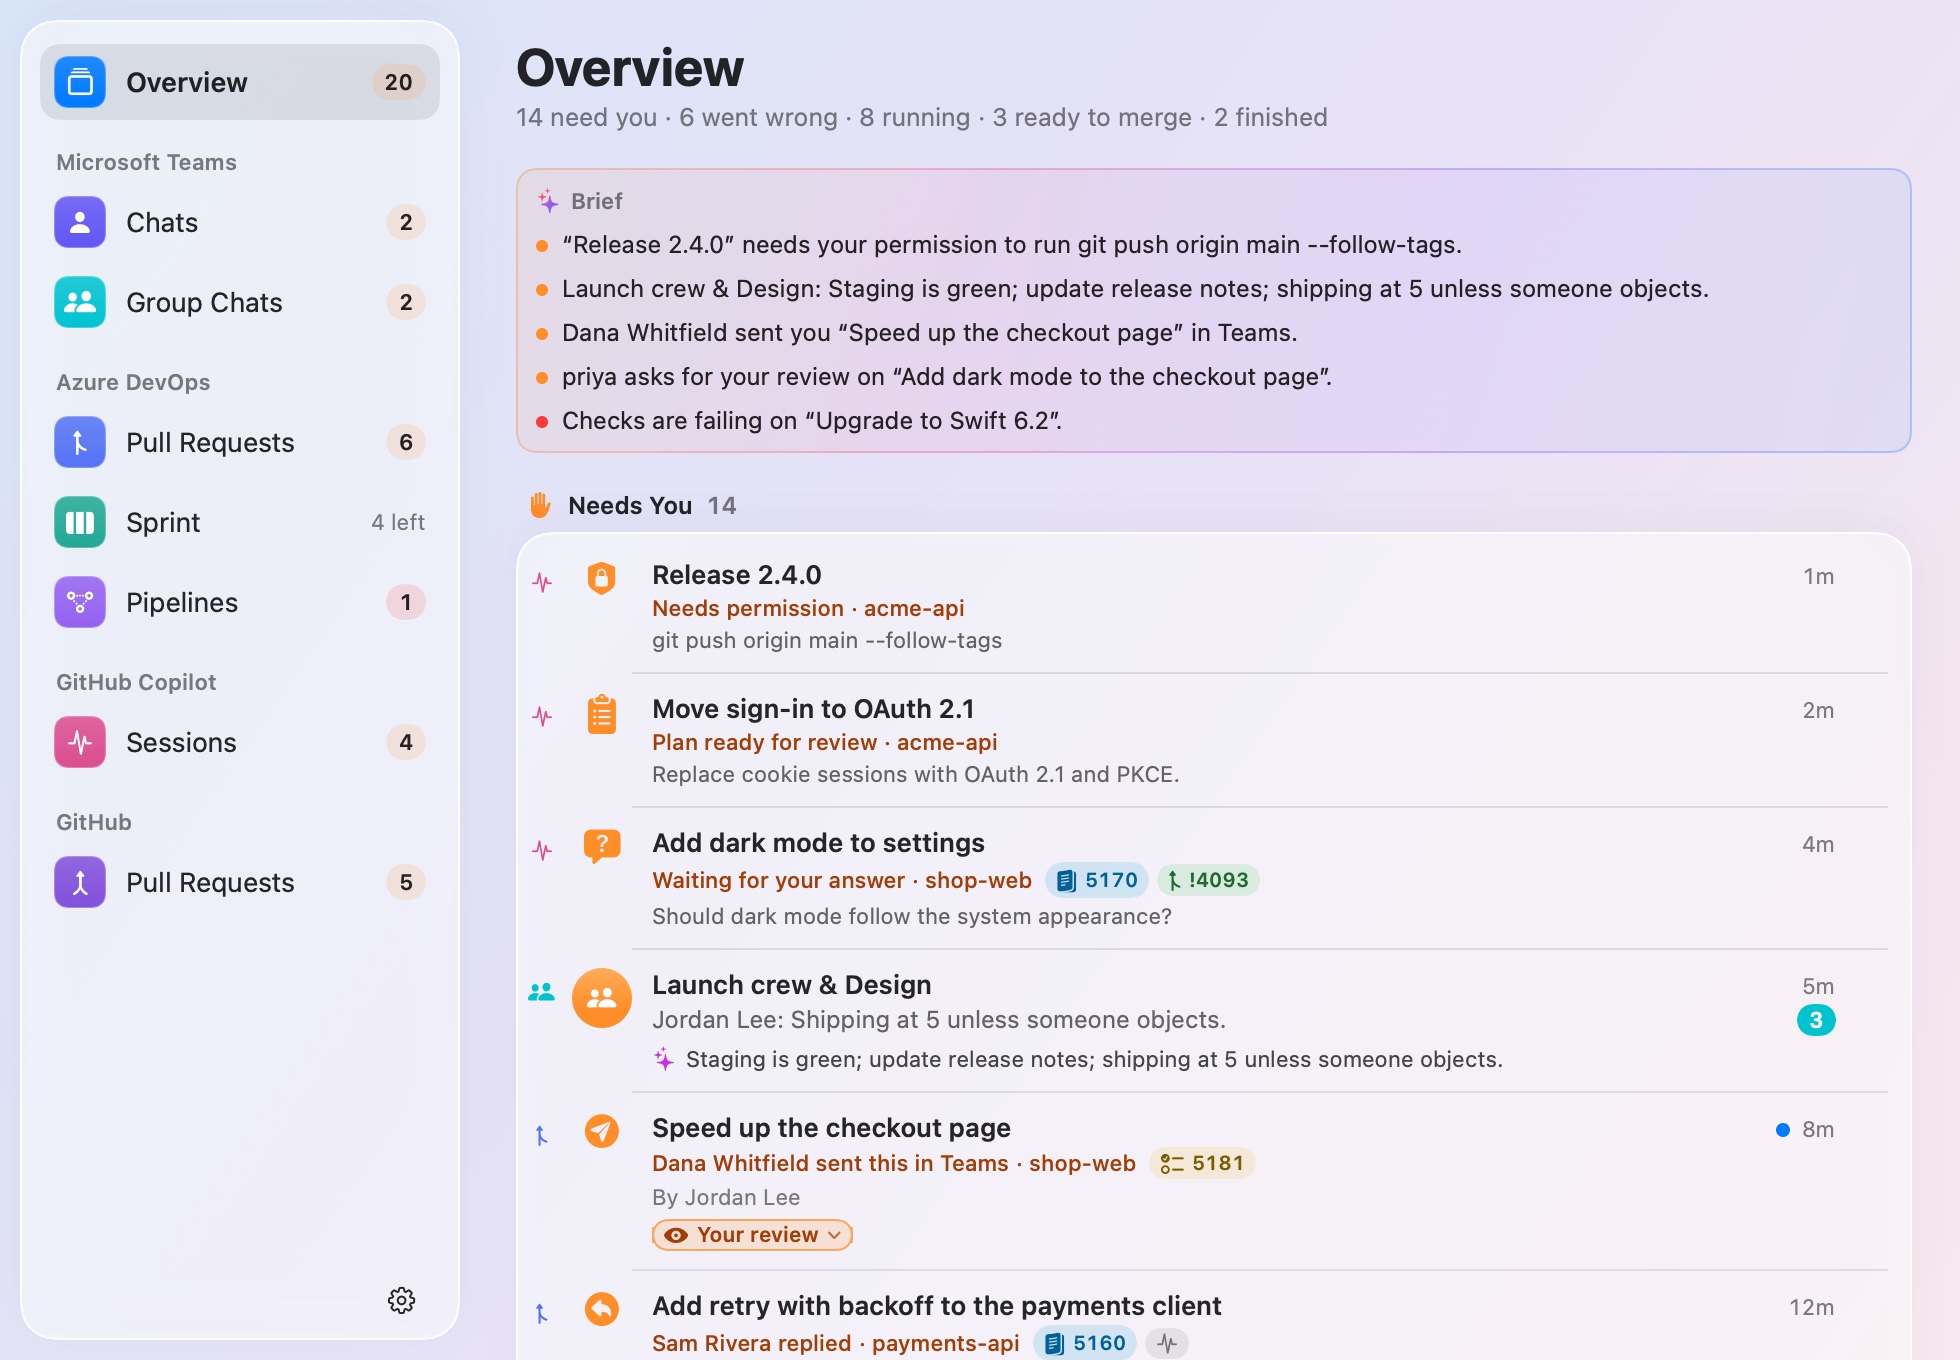 Overview 20
Microsoft Teams
Chats 2
Group Chats 2
Azure DevOps
Pull Requests 6
Sprint 4 left
Pipelines 1
GitHub Copilot
Sessions 4
GitHub
Pull Requests 5
Overview
14 need you · 6 went wrong · 8 running · 3 ready to merge · 2 finished
Brief
“Release 2.4.0” needs your permission to run git push origin main --follow-tags.
Launch crew & Design: Staging is green; update release notes; shipping at 5 unless someone objects.
Dana Whitfield sent you “Speed up the checkout page” in Teams.
priya asks for your review on “Add dark mode to the checkout page”.
Checks are failing on “Upgrade to Swift 6.2”.
Needs You 14
Release 2.4.0 1m
Needs permission · acme-api
git push origin main --follow-tags
Move sign-in to OAuth 2.1 2m
Plan ready for review · acme-api
Replace cookie sessions with OAuth 2.1 and PKCE.
Add dark mode to settings 4m
Waiting for your answer · shop-web 5170 !4093
Should dark mode follow the system appearance?
Launch crew & Design 5m
Jordan Lee: Shipping at 5 unless someone objects. 3
Staging is green; update release notes; shipping at 5 unless someone objects.
Speed up the checkout page 8m
Dana Whitfield sent this in Teams · shop-web 5181
By Jordan Lee
Your review
Add retry with backoff to the payments client 12m
Sam Rivera replied · payments-api 5160